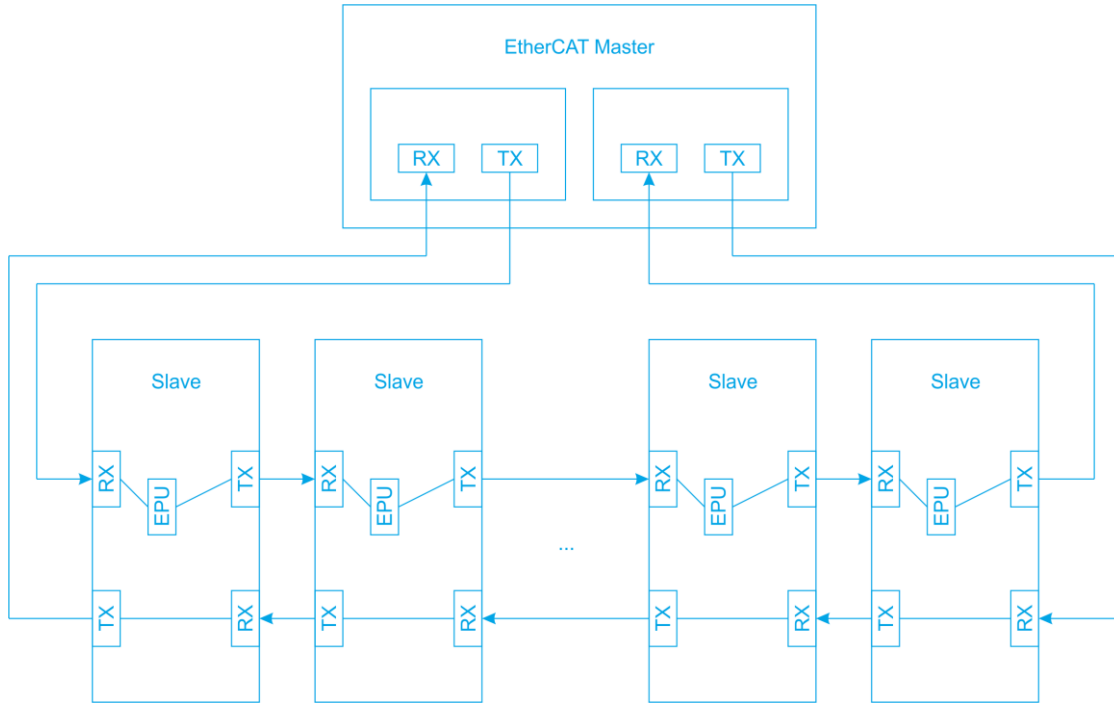 EtherCAT Master
RX TX RX TX
Slave Slave Slave Slave
RX TX RX TX RX TX RX TX
EPU EPU EPU EPU
...
TX RX TX RX TX RX TX RX